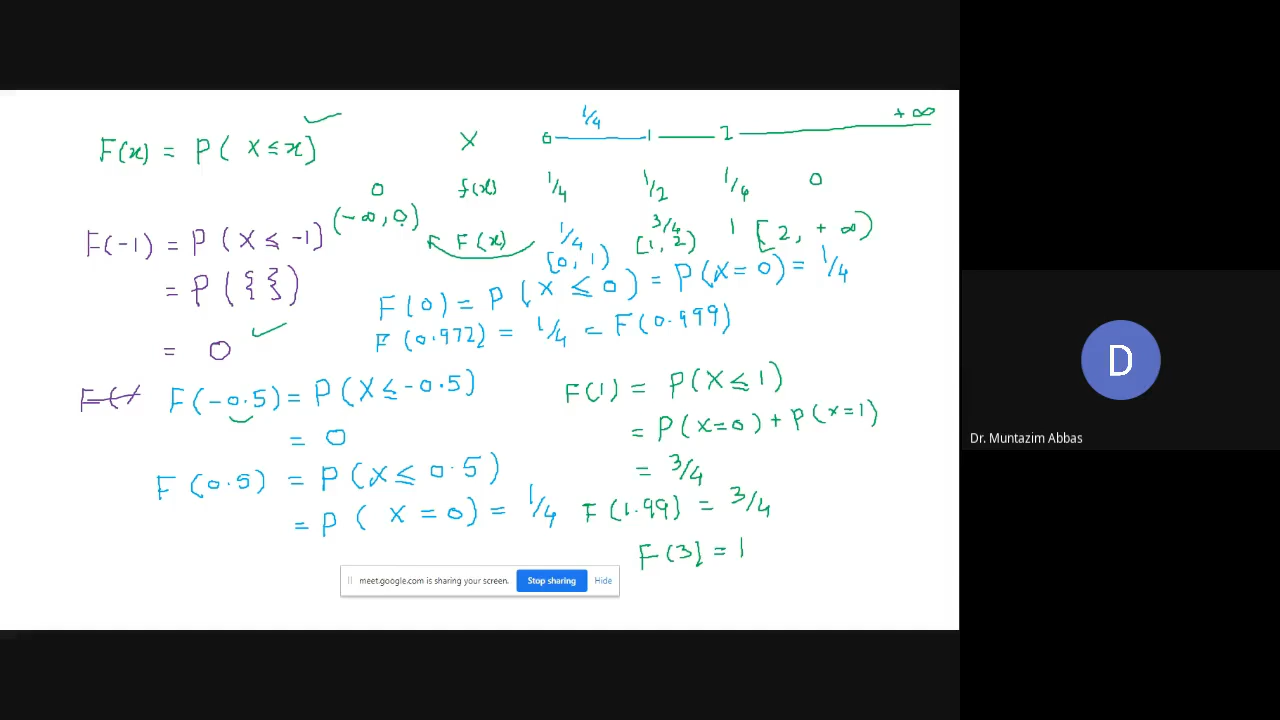 F(x) = P( X ≤ x)
X 0 1 2 + ∞
1/4
f(x) 1/4 1/2 1/4 0
F(x) 1/4 3/4 1
0
(-∞, 0) [0, 1) [1, 2) [2, + ∞)
F(-1) = P ( X ≤ -1)
= P ({ })
= 0
F(0) = P ( X ≤ 0 ) = P(X = 0) = 1/4
F (0.972) = 1/4 = F(0.999)
F(
F(-0.5) = P(X ≤ -0.5)
= 0
F(0.5) = P(X ≤ 0.5)
= P ( X = 0) = 1/4
F(1) = P(X ≤ 1)
= P(X=0) + P(X=1)
= 3/4
F (1.99) = 3/4
F(3] = 1
meet.google.com is sharing your screen. Stop sharing Hide
D
Dr. Muntazim Abbas